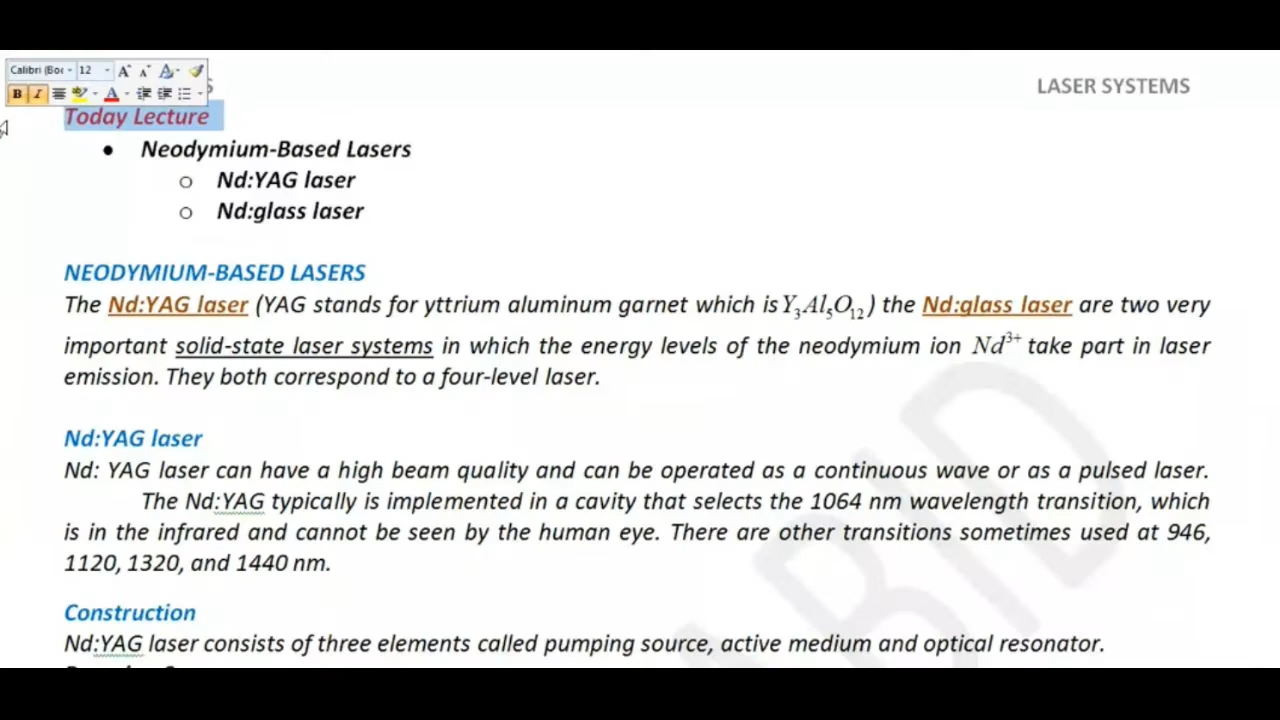 Calibri (Boc 12
B I
LASER SYSTEMS
Today Lecture
• Neodymium-Based Lasers
o Nd:YAG laser
o Nd:glass laser
NEODYMIUM-BASED LASERS
The Nd:YAG laser (YAG stands for yttrium aluminum garnet which is Y₃Al₅O₁₂) the Nd:glass laser are two very
important solid-state laser systems in which the energy levels of the neodymium ion Nd³⁺ take part in laser
emission. They both correspond to a four-level laser.
Nd:YAG laser
Nd: YAG laser can have a high beam quality and can be operated as a continuous wave or as a pulsed laser.
The Nd:YAG typically is implemented in a cavity that selects the 1064 nm wavelength transition, which
is in the infrared and cannot be seen by the human eye. There are other transitions sometimes used at 946,
1120, 1320, and 1440 nm.
Construction
Nd:YAG laser consists of three elements called pumping source, active medium and optical resonator.